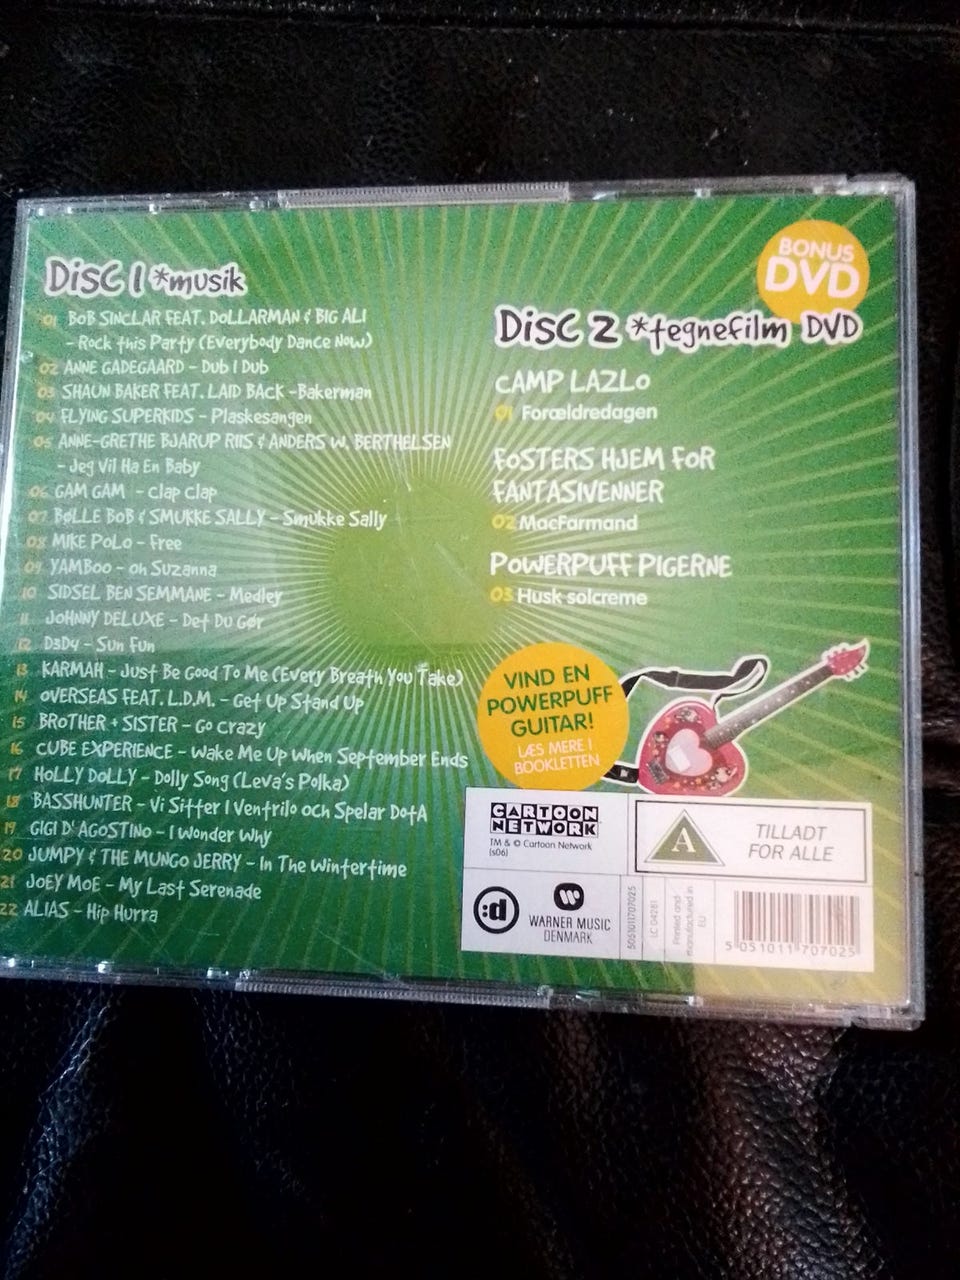 Disc 1 *musik
01 BOB SINCLAR FEAT. DOLLARMAN & BIG ALI
- Rock this Party (Everybody Dance Now)
02 ANNE GADEGAARD - Dub I Dub
03 SHAUN BAKER FEAT. LAID BACK - Bakerman
04 FLYING SUPERKIDS - Plaskesangen
05 ANNE-GRETHE BJARUP RIIS & ANDERS W. BERTHELSEN
- Jeg Vil Ha En Baby
06 GAM GAM - Clap Clap
07 BØLLE BOB & SMUKKE SALLY - Smukke Sally
08 MIKE POLO - Free
09 YAMBOO - Oh Suzanna
10 SIDSEL BEN SEMMANE - Medley
11 JOHNNY DELUXE - Det Du Gør
12 D3D4 - Sun Fun
13 KARMAH - Just Be Good To Me (Every Breath You Take)
14 OVERSEAS FEAT. L.D.M. - Get Up Stand Up
15 BROTHER + SISTER - Go Crazy
16 CUBE EXPERIENCE - Wake Me Up When September Ends
17 HOLLY DOLLY - Dolly Song (Leva's Polka)
18 BASSHUNTER - Vi Sitter I Ventrilo Och Spelar DotA
19 GIGI D'AGOSTINO - I Wonder Why
20 JUMPY & THE MUNGO JERRY - In The Wintertime
21 JOEY MOE - My Last Serenade
22 ALIAS - Hip Hurra
BONUS
DVD
Disc 2 *tegnefilm DVD
CAMP LAZLO
01 Forældredagen
FOSTERS HJEM FOR
FANTASIVENNER
02 MacFarmand
POWERPUFF PIGERNE
03 Husk solcreme
VIND EN
POWERPUFF
GUITAR!
LÆS MERE I
BOOKLETTEN
CARTOON
NETWORK
TM & © Cartoon Network
(s06)
A
TILLADT
FOR ALLE
:d
WARNER MUSIC
DENMARK
5051011707025
LC 04281
Printed and
manufactured in
EU
5 051011 707025